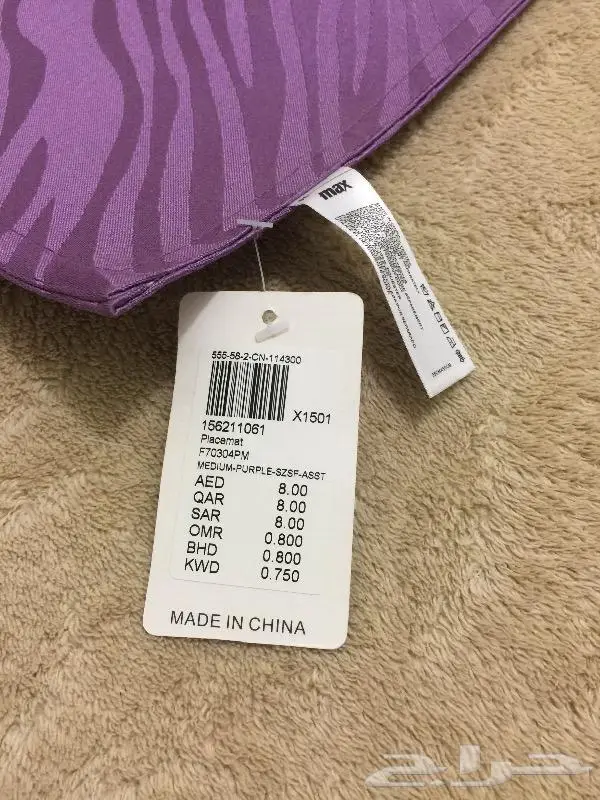 max
555-56-2-CN-114300
X1501
156211061
Placemat
F70304PM
MEDIUM-PURPLE-SZSF-ASST
AED 8.00
QAR 8.00
SAR 8.00
OMR 0.800
BHD 0.800
KWD 0.750
MADE IN CHINA
حراج